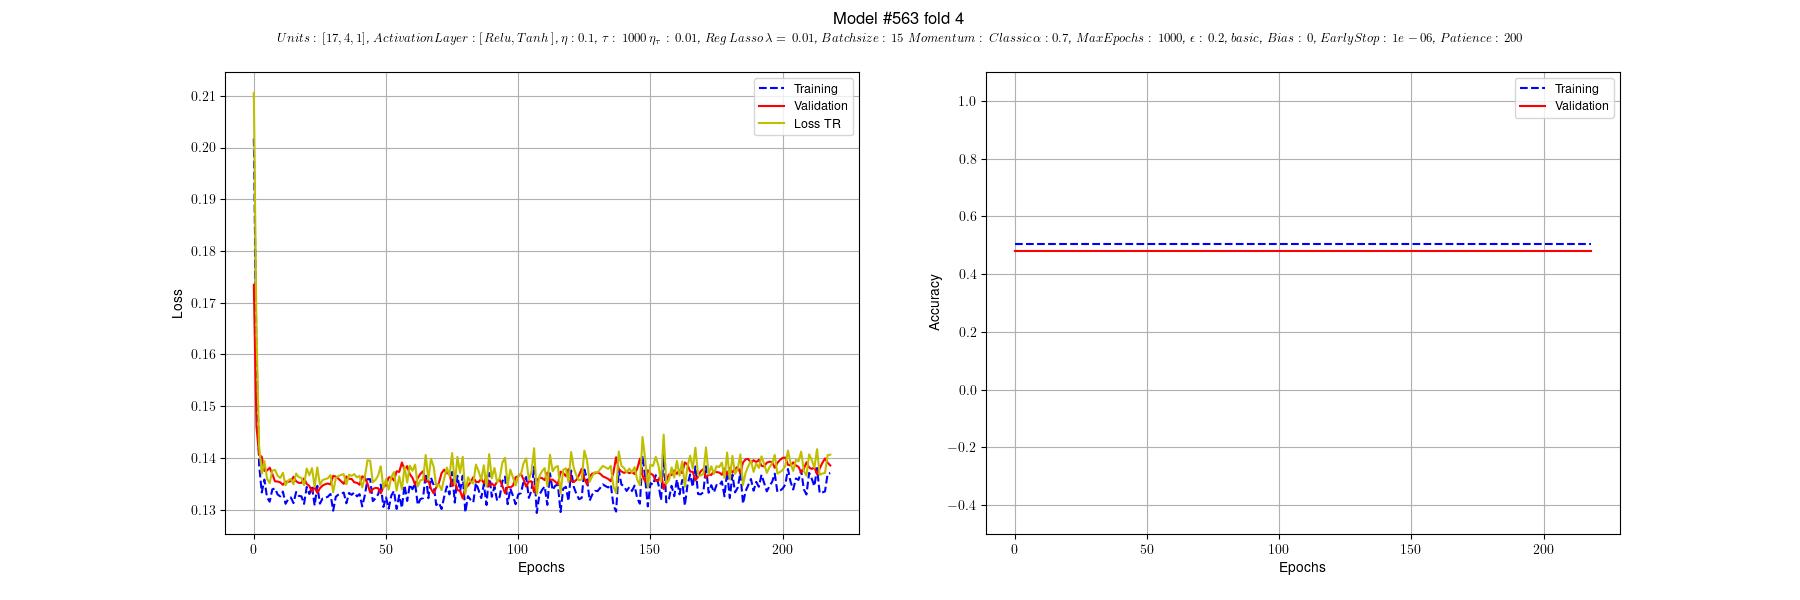 Model #563 fold 4
Units : [17, 4, 1], ActivationLayer : [Relu, Tanh], η : 0.1, τ : 1000 ητ : 0.01, Reg Lasso λ = 0.01, Batchsize : 15 Momentum : Classic α : 0.7, MaxEpochs : 1000, ϵ : 0.2, basic, Bias : 0, EarlyStop : 1e − 06, Patience : 200
0.21
0.20
0.19
0.18
0.17
0.16
0.15
0.14
0.13
Loss
0 50 100 150 200
Epochs
Training
Validation
Loss TR
1.0
0.8
0.6
0.4
0.2
0.0
−0.2
−0.4
Accuracy
0 50 100 150 200
Epochs
Training
Validation